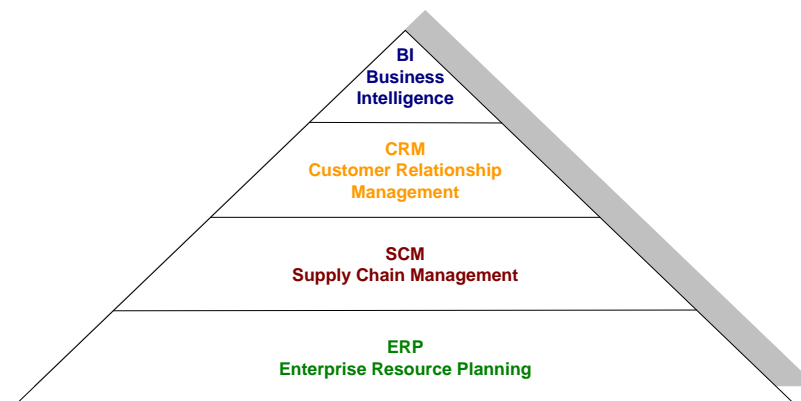 BI
Business
Intelligence
CRM
Customer Relationship
Management
SCM
Supply Chain Management
ERP
Enterprise Resource Planning